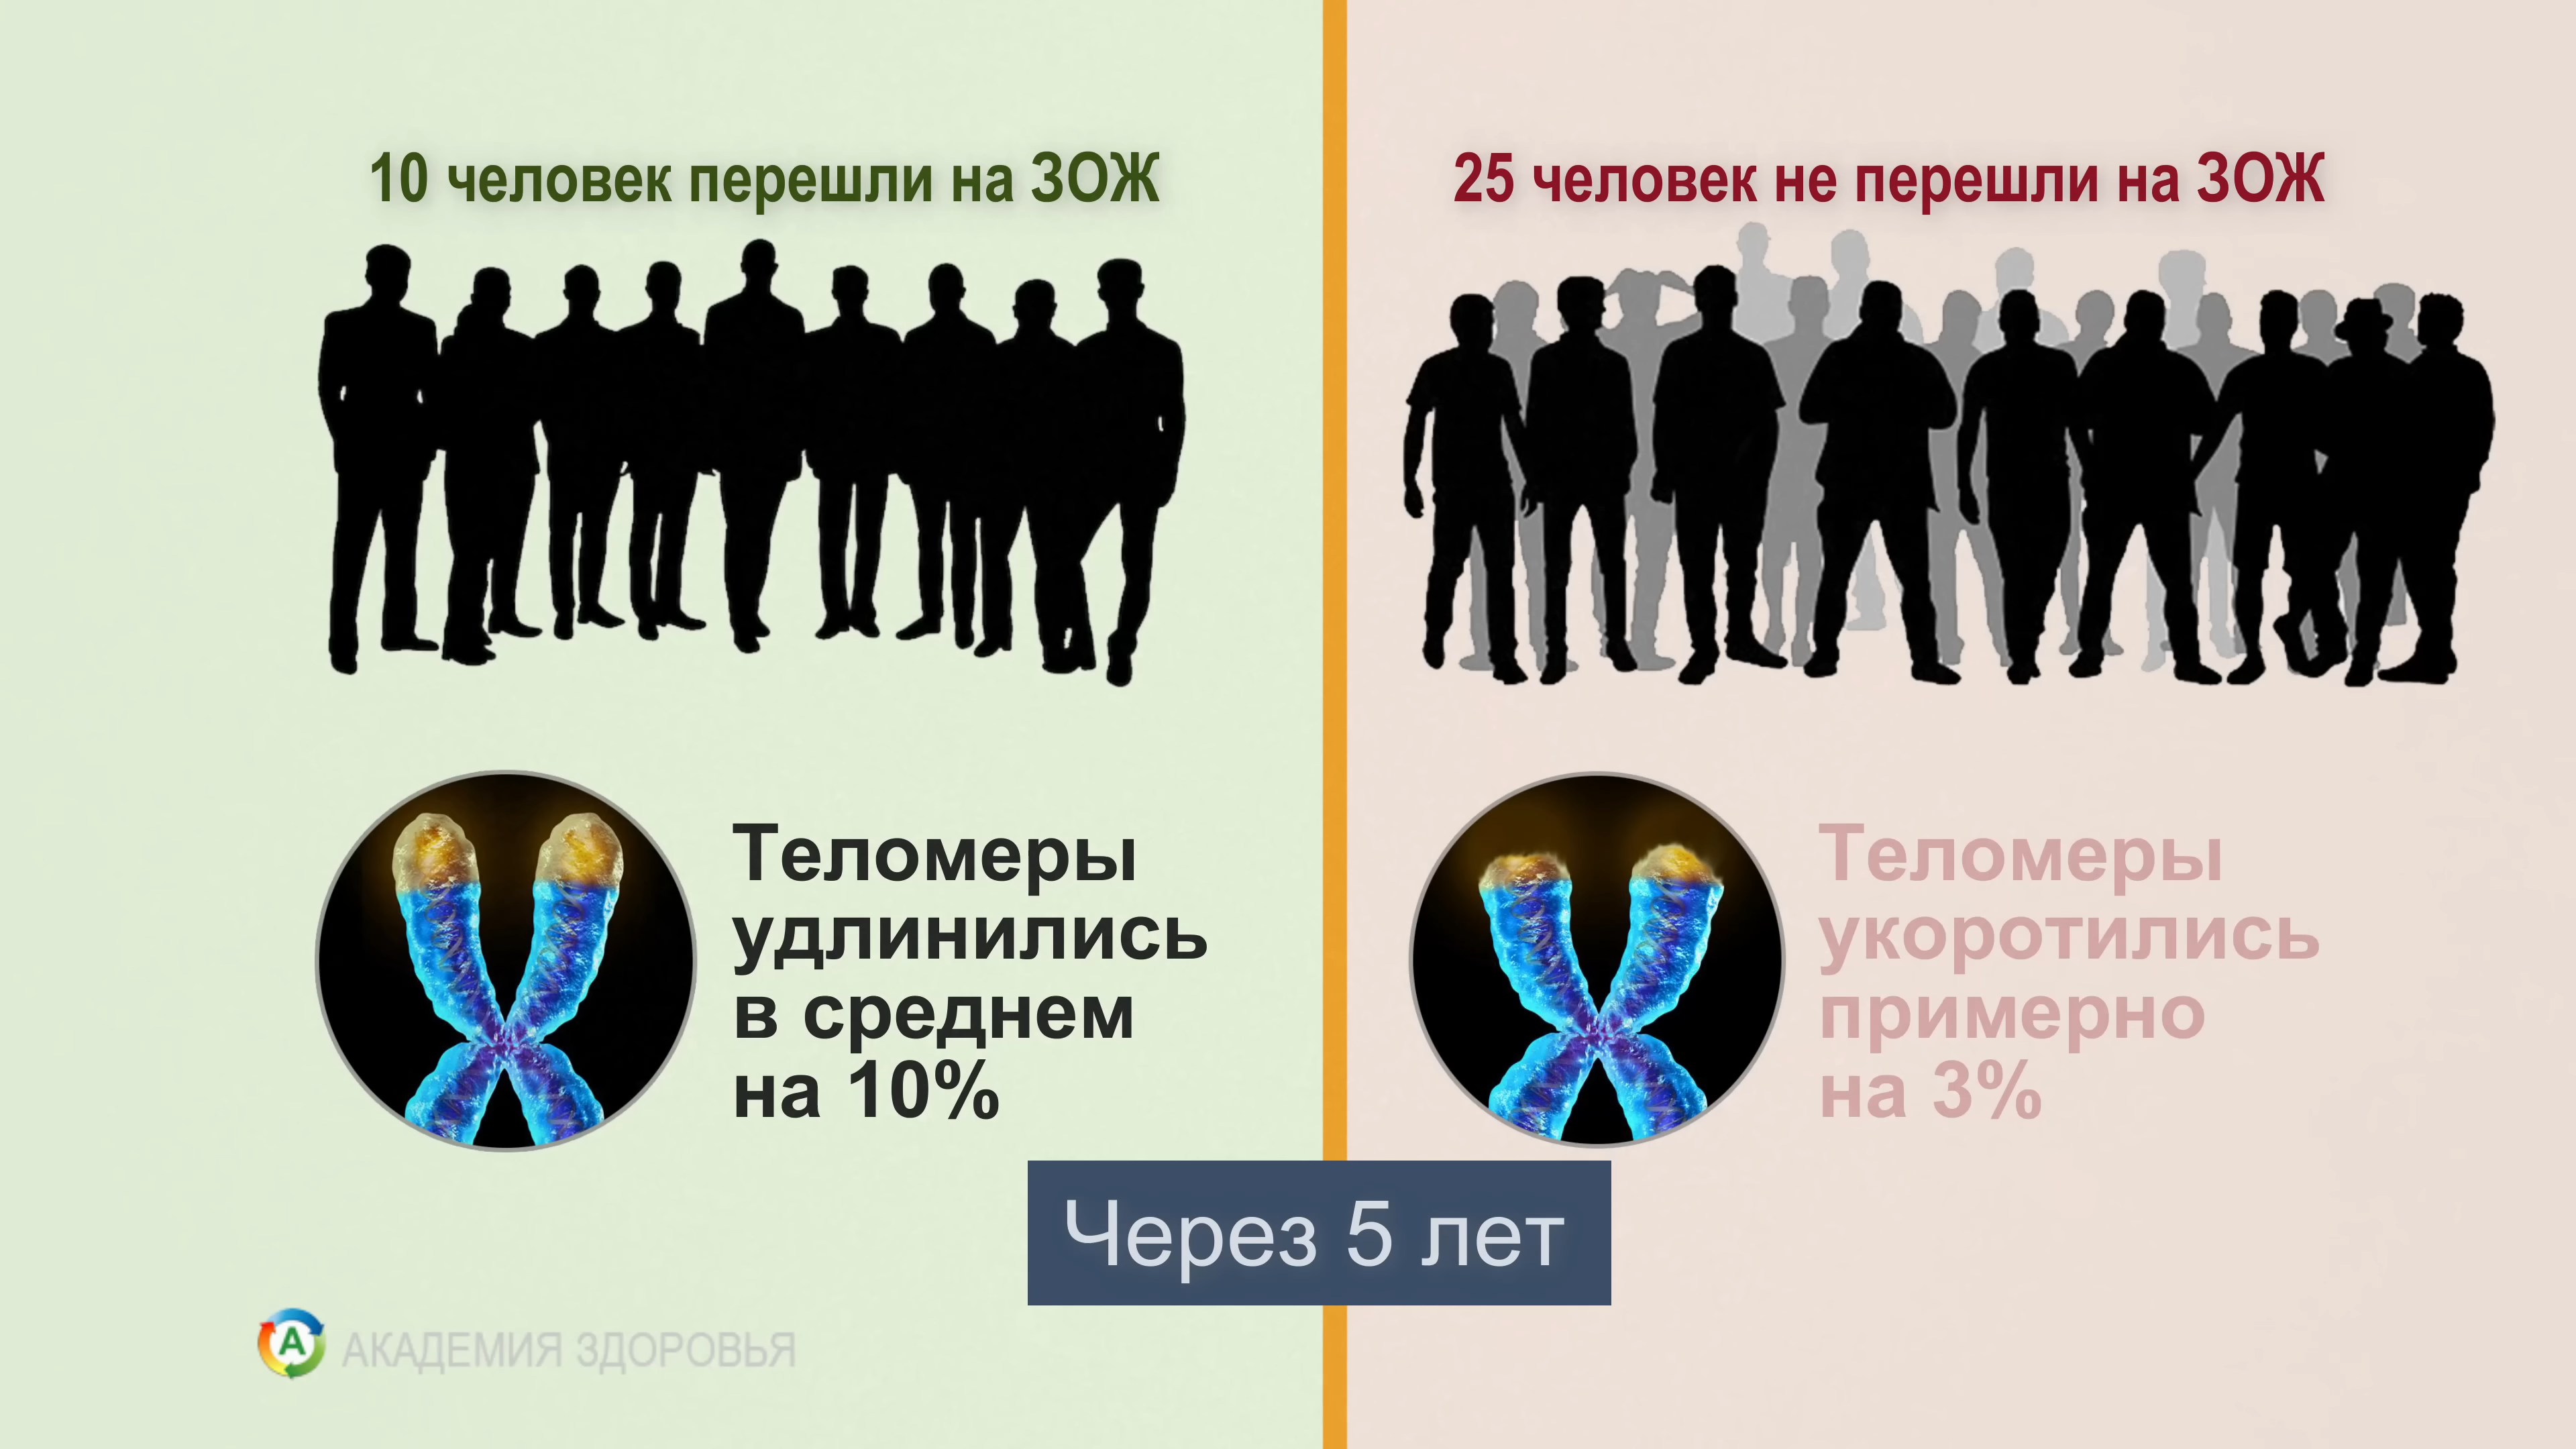 10 человек перешли на ЗОЖ
25 человек не перешли на ЗОЖ
Теломеры
удлинились
в среднем
на 10%
Теломеры
укоротились
примерно
на 3%
Через 5 лет
А АКАДЕМИЯ ЗДОРОВЬЯ